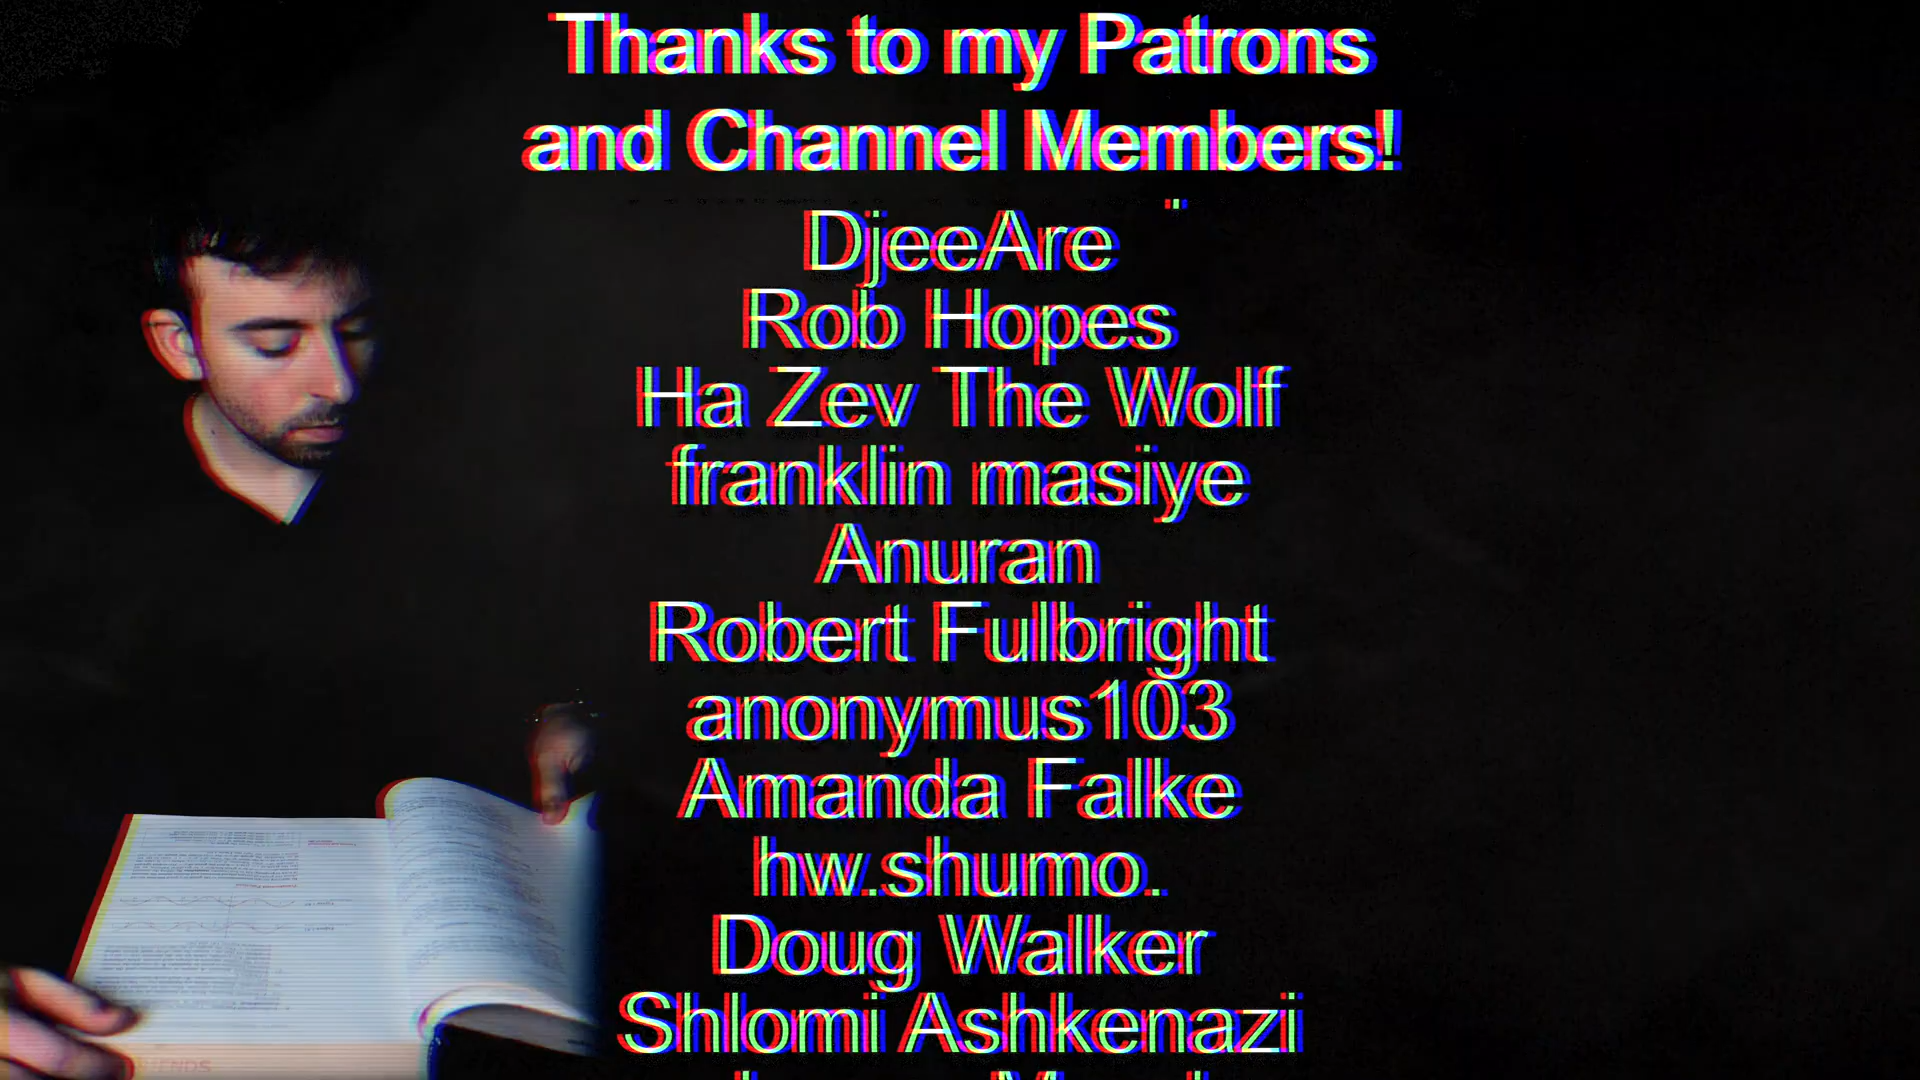 Thanks to my Patrons
and Channel Members!
DjeeAre
Rob Hopes
Ha Zev The Wolf
franklin masiye
Anuran
Robert Fulbright
anonymus103
Amanda Falke
hw.shumo.
Doug Walker
Shlomi Ashkenazi